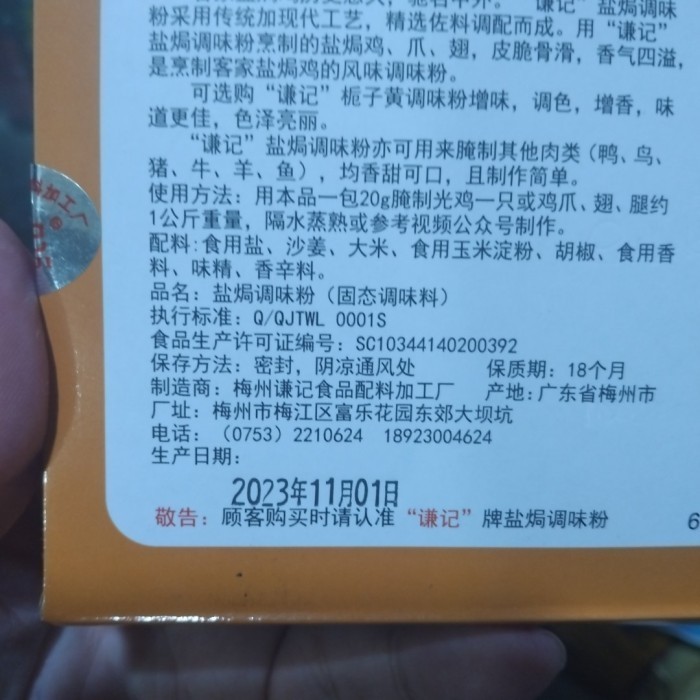 “谦记”盐焗调味
粉采用传统加现代工艺，精选佐料调配而成。用“谦记”
盐焗调味粉烹制的盐焗鸡、爪、翅，皮脆骨滑，香气四溢，
是烹制客家盐焗鸡的风味调味粉。
可选购“谦记”栀子黄调味粉增味，调色，增香，味
道更佳，色泽亮丽。
“谦记”盐焗调味粉亦可用来腌制其他肉类（鸭、鸟、
猪、牛、羊、鱼），均香甜可口，且制作简单。
使用方法：用本品一包20g腌制光鸡一只或鸡爪、翅、腿约
1公斤重量，隔水蒸熟或参考视频公众号制作。
配料:食用盐、沙姜、大米、食用玉米淀粉、胡椒、食用香
料、味精、香辛料。
品名：盐焗调味粉（固态调味料）
执行标准：Q/QJTWL 0001S
食品生产许可证编号：SC10344140200392
保存方法：密封，阴凉通风处 保质期：18个月
制造商：梅州谦记食品配料加工厂 产地:广东省梅州市
厂址：梅州市梅江区富乐花园东郊大坝坑
电话：（0753）2210624 18923004624
生产日期：
2023年11月01日
敬告：顾客购买时请认准“谦记”牌盐焗调味粉
6
料加工厂